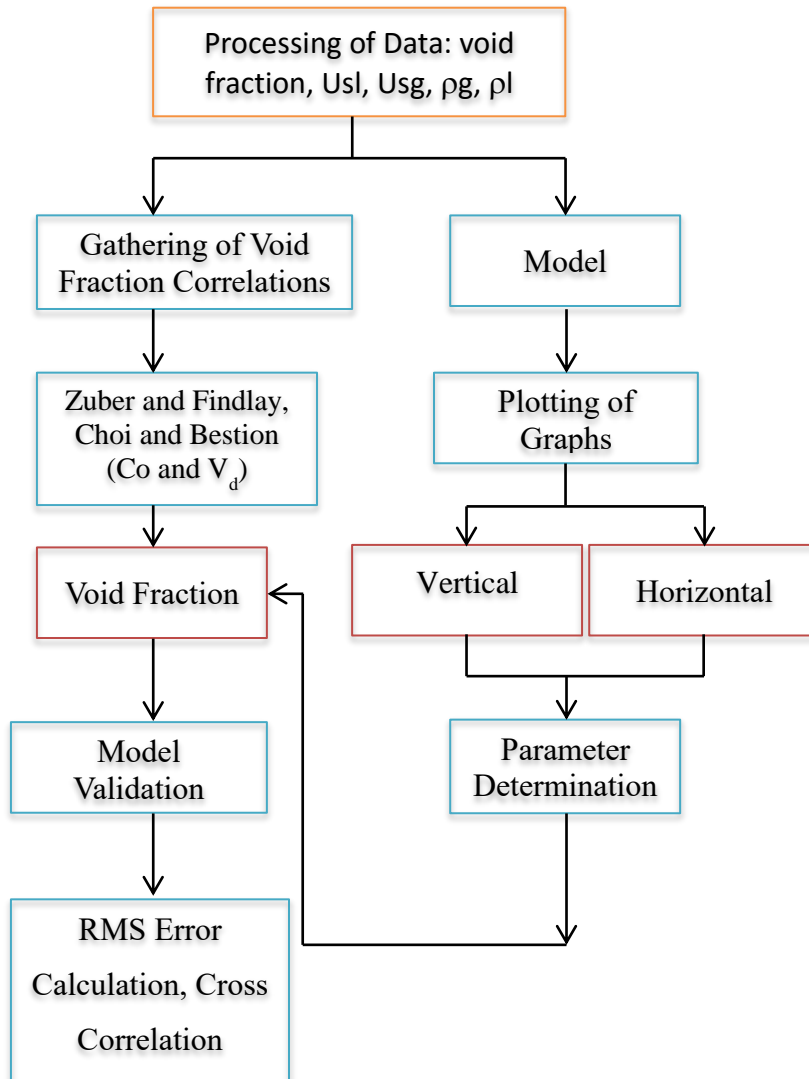 Processing of Data: void
fraction, Usl, Usg, ρg, ρl
Gathering of Void
Fraction Correlations
Model
Zuber and Findlay,
Choi and Bestion
(Co and V_d)
Plotting of
Graphs
Void Fraction
Vertical
Horizontal
Model
Validation
Parameter
Determination
RMS Error
Calculation, Cross
Correlation